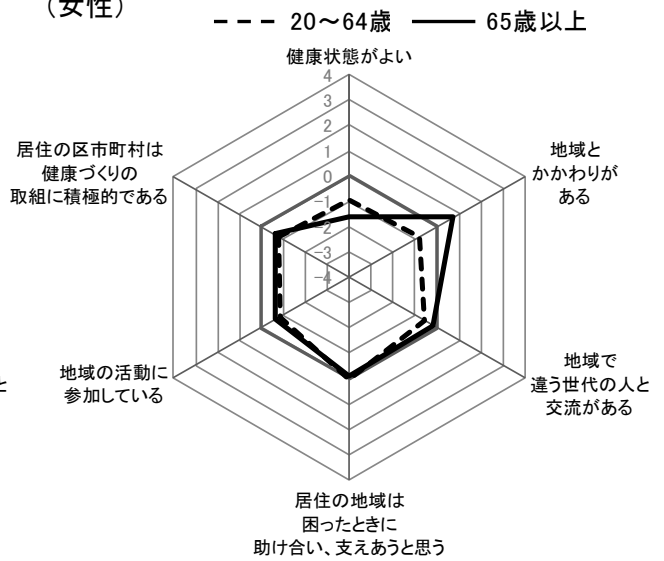 （女性）
20～64歳
65歳以上
健康状態がよい
4
3
2
1
0
−1
−2
−3
−4
地域と
かかわりが
ある
地域で
違う世代の人と
交流がある
居住の地域は
困ったときに
助け合い、支えあうと思う
地域の活動に
参加している
居住の区市町村は
健康づくりの
取組に積極的である
と